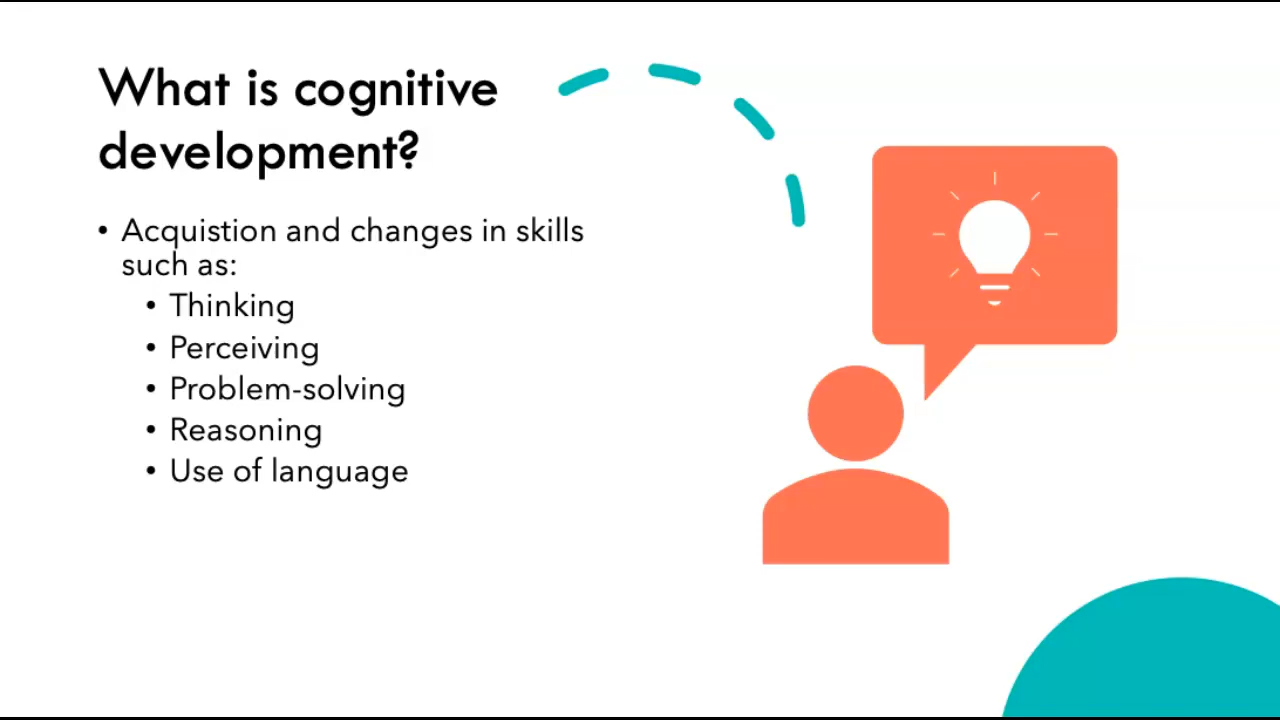 What is cognitive
development?
• Acquistion and changes in skills
such as:
• Thinking
• Perceiving
• Problem-solving
• Reasoning
• Use of language